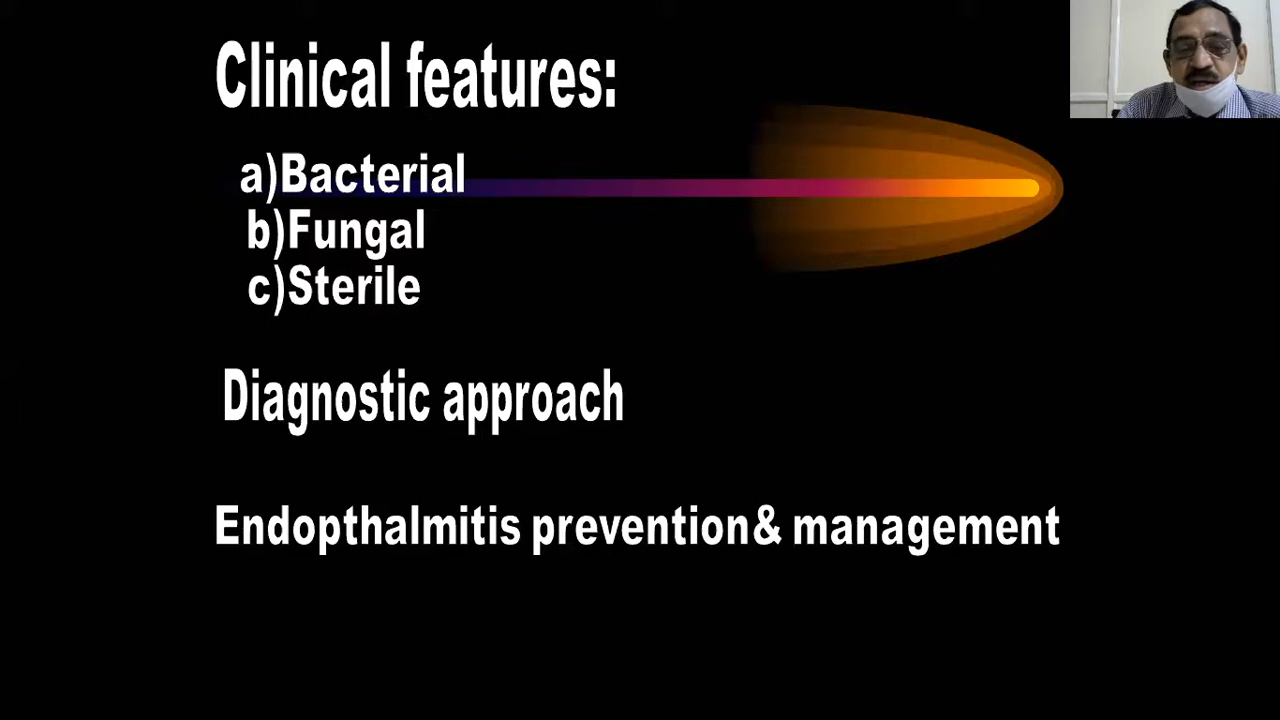 Clinical features:
a)Bacterial
b)Fungal
c)Sterile
Diagnostic approach
Endopthalmitis prevention& management